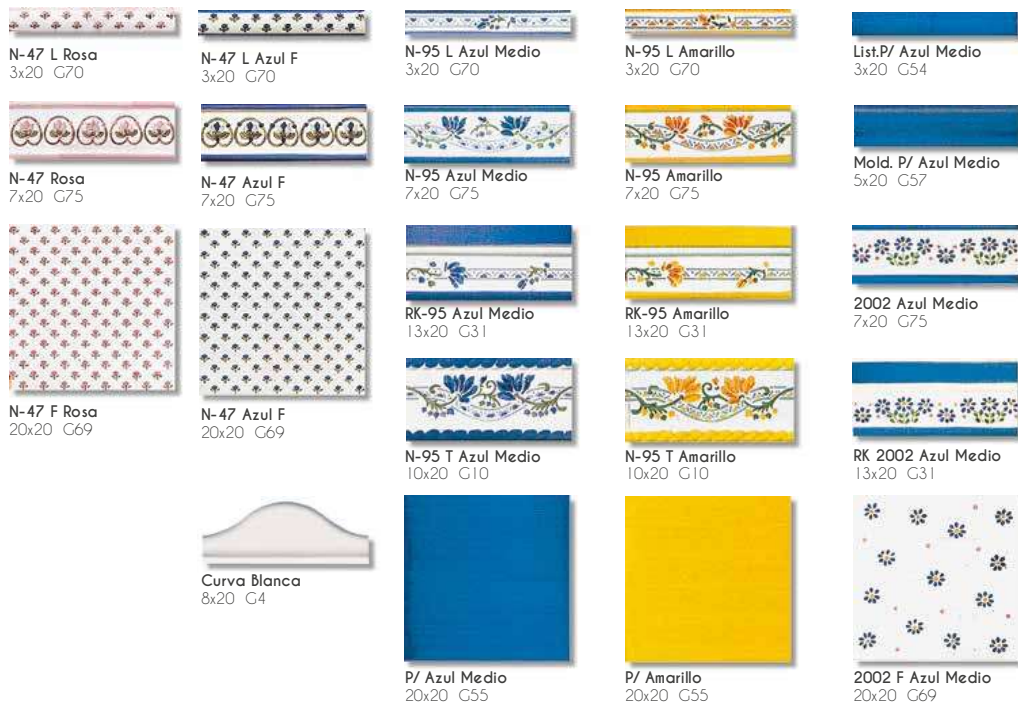 N-47 L Rosa
3x20 G70
N-47 L Azul F
3x20 G70
N-95 L Azul Medio
3x20 G70
N-95 L Amarillo
3x20 G70
List.P/ Azul Medio
3x20 G54
N-47 Rosa
7x20 G75
N-47 Azul F
7x20 G75
N-95 Azul Medio
7x20 G75
N-95 Amarillo
7x20 G75
Mold. P/ Azul Medio
5x20 G57
RK-95 Azul Medio
13x20 G31
RK-95 Amarillo
13x20 G31
2002 Azul Medio
7x20 G75
N-47 F Rosa
20x20 G69
N-47 Azul F
20x20 G69
N-95 T Azul Medio
10x20 G10
N-95 T Amarillo
10x20 G10
RK 2002 Azul Medio
13x20 G31
Curva Blanca
8x20 G4
P/ Azul Medio
20x20 G55
P/ Amarillo
20x20 G55
2002 F Azul Medio
20x20 G69